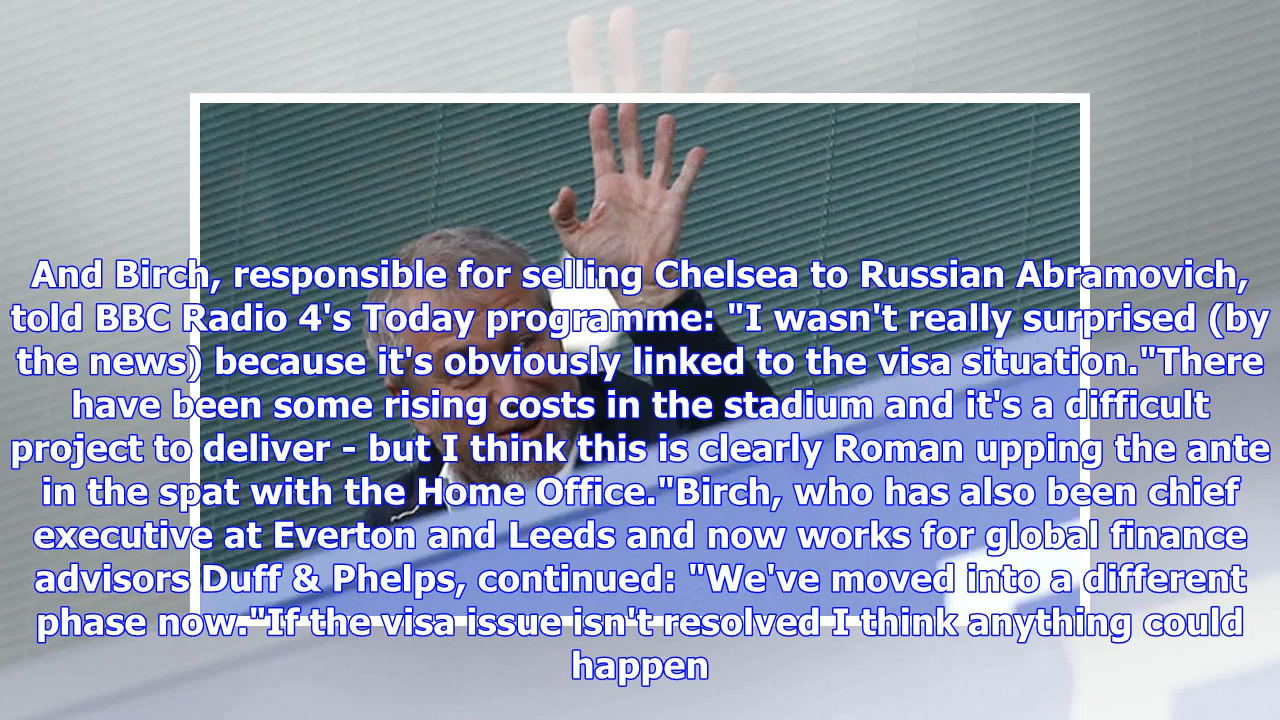 And Birch, responsible for selling Chelsea to Russian Abramovich,
told BBC Radio 4's Today programme: "I wasn't really surprised (by
the news) because it's obviously linked to the visa situation."There
have been some rising costs in the stadium and it's a difficult
project to deliver - but I think this is clearly Roman upping the ante
in the spat with the Home Office."Birch, who has also been chief
executive at Everton and Leeds and now works for global finance
advisors Duff & Phelps, continued: "We've moved into a different
phase now."If the visa issue isn't resolved I think anything could
happen